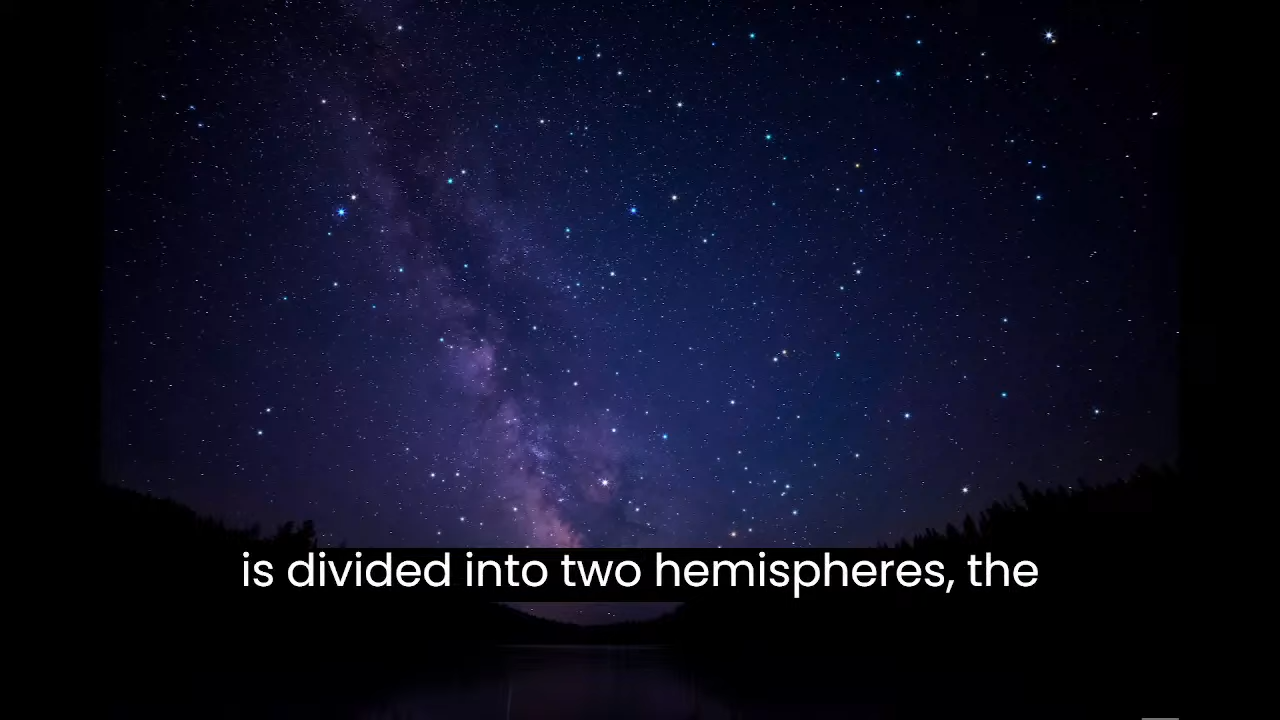 is divided into two hemispheres, the